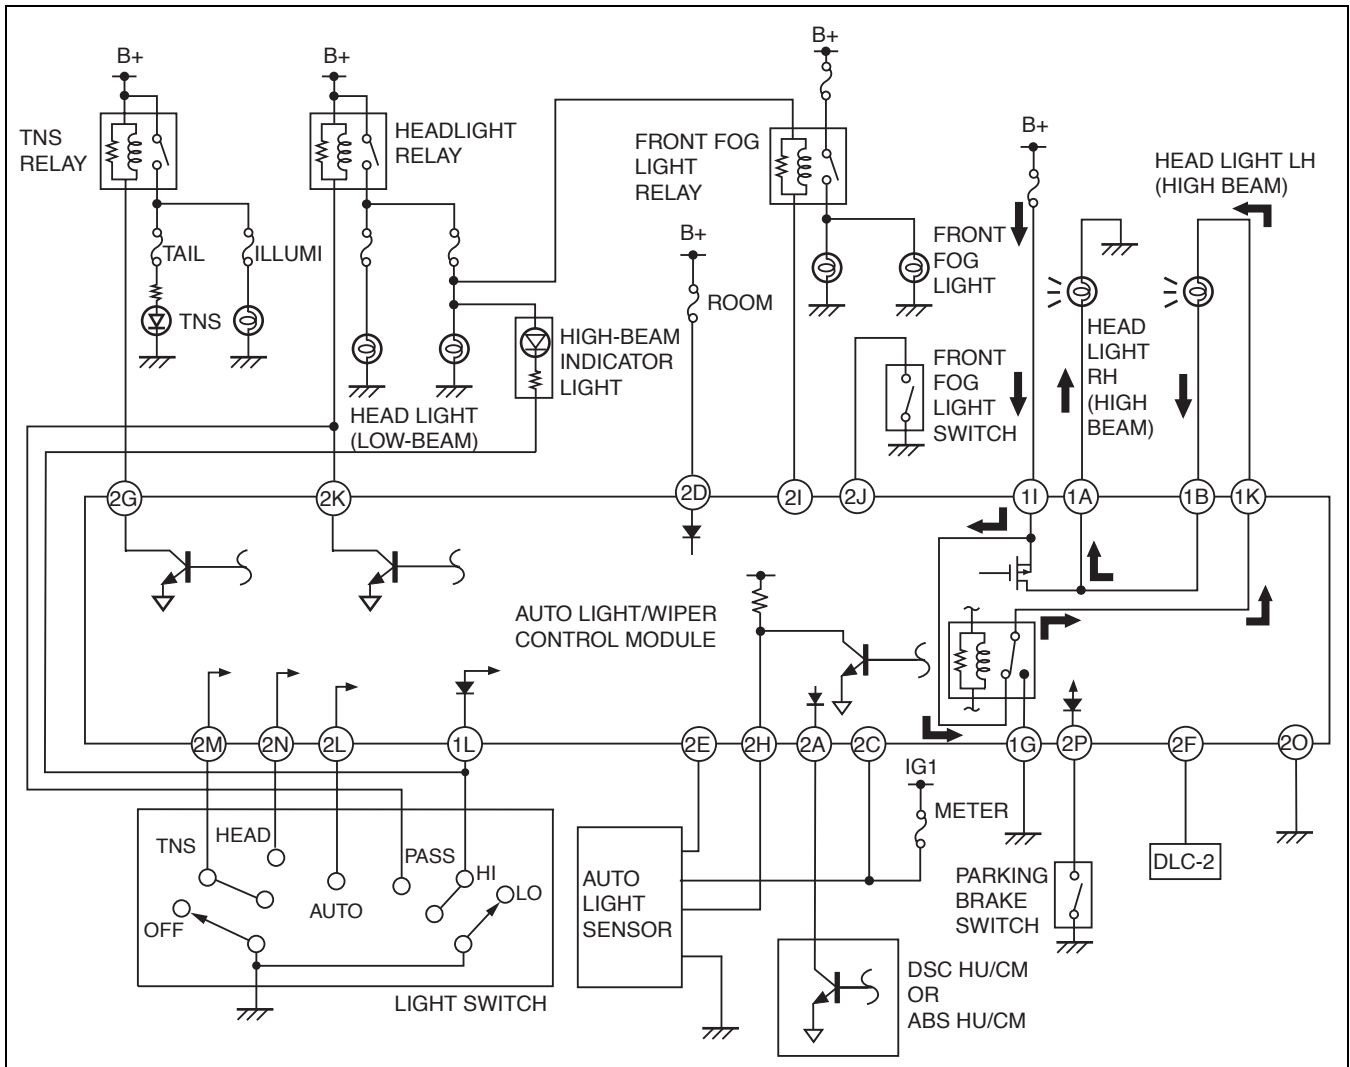 B+
B+
B+
B+
B+
TNS
RELAY
HEADLIGHT
RELAY
FRONT FOG
LIGHT
RELAY
HEAD LIGHT LH
(HIGH BEAM)
TAIL
ILLUMI
TNS
HIGH-BEAM
INDICATOR
LIGHT
HEAD LIGHT
(LOW-BEAM)
ROOM
FRONT
FOG
LIGHT
FRONT
FOG
LIGHT
SWITCH
HEAD
LIGHT
RH
(HIGH
BEAM)
2G
2K
2D
2I
2J
1I
1A
1B
1K
AUTO LIGHT/WIPER
CONTROL MODULE
2M
2N
2L
1L
2E
2H
2A
2C
1G
2P
2F
2O
IG1
METER
TNS
HEAD
AUTO
PASS
HI
LO
OFF
LIGHT SWITCH
AUTO
LIGHT
SENSOR
PARKING
BRAKE
SWITCH
DLC-2
DSC HU/CM
OR
ABS HU/CM